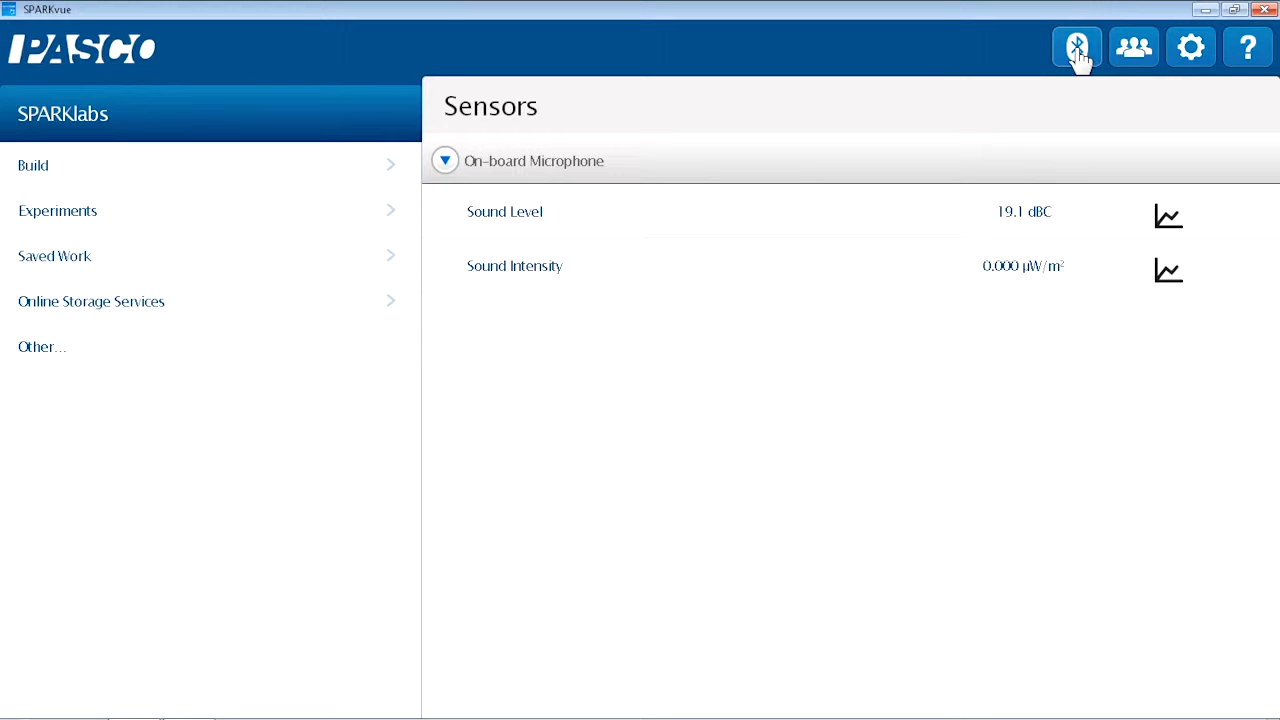 SPARKvue
PASCO
?
SPARKlabs
Sensors
On-board Microphone
Build
Experiments
Saved Work
Online Storage Services
Other...
Sound Level 19.1 dBC
Sound Intensity 0.000 µW/m²